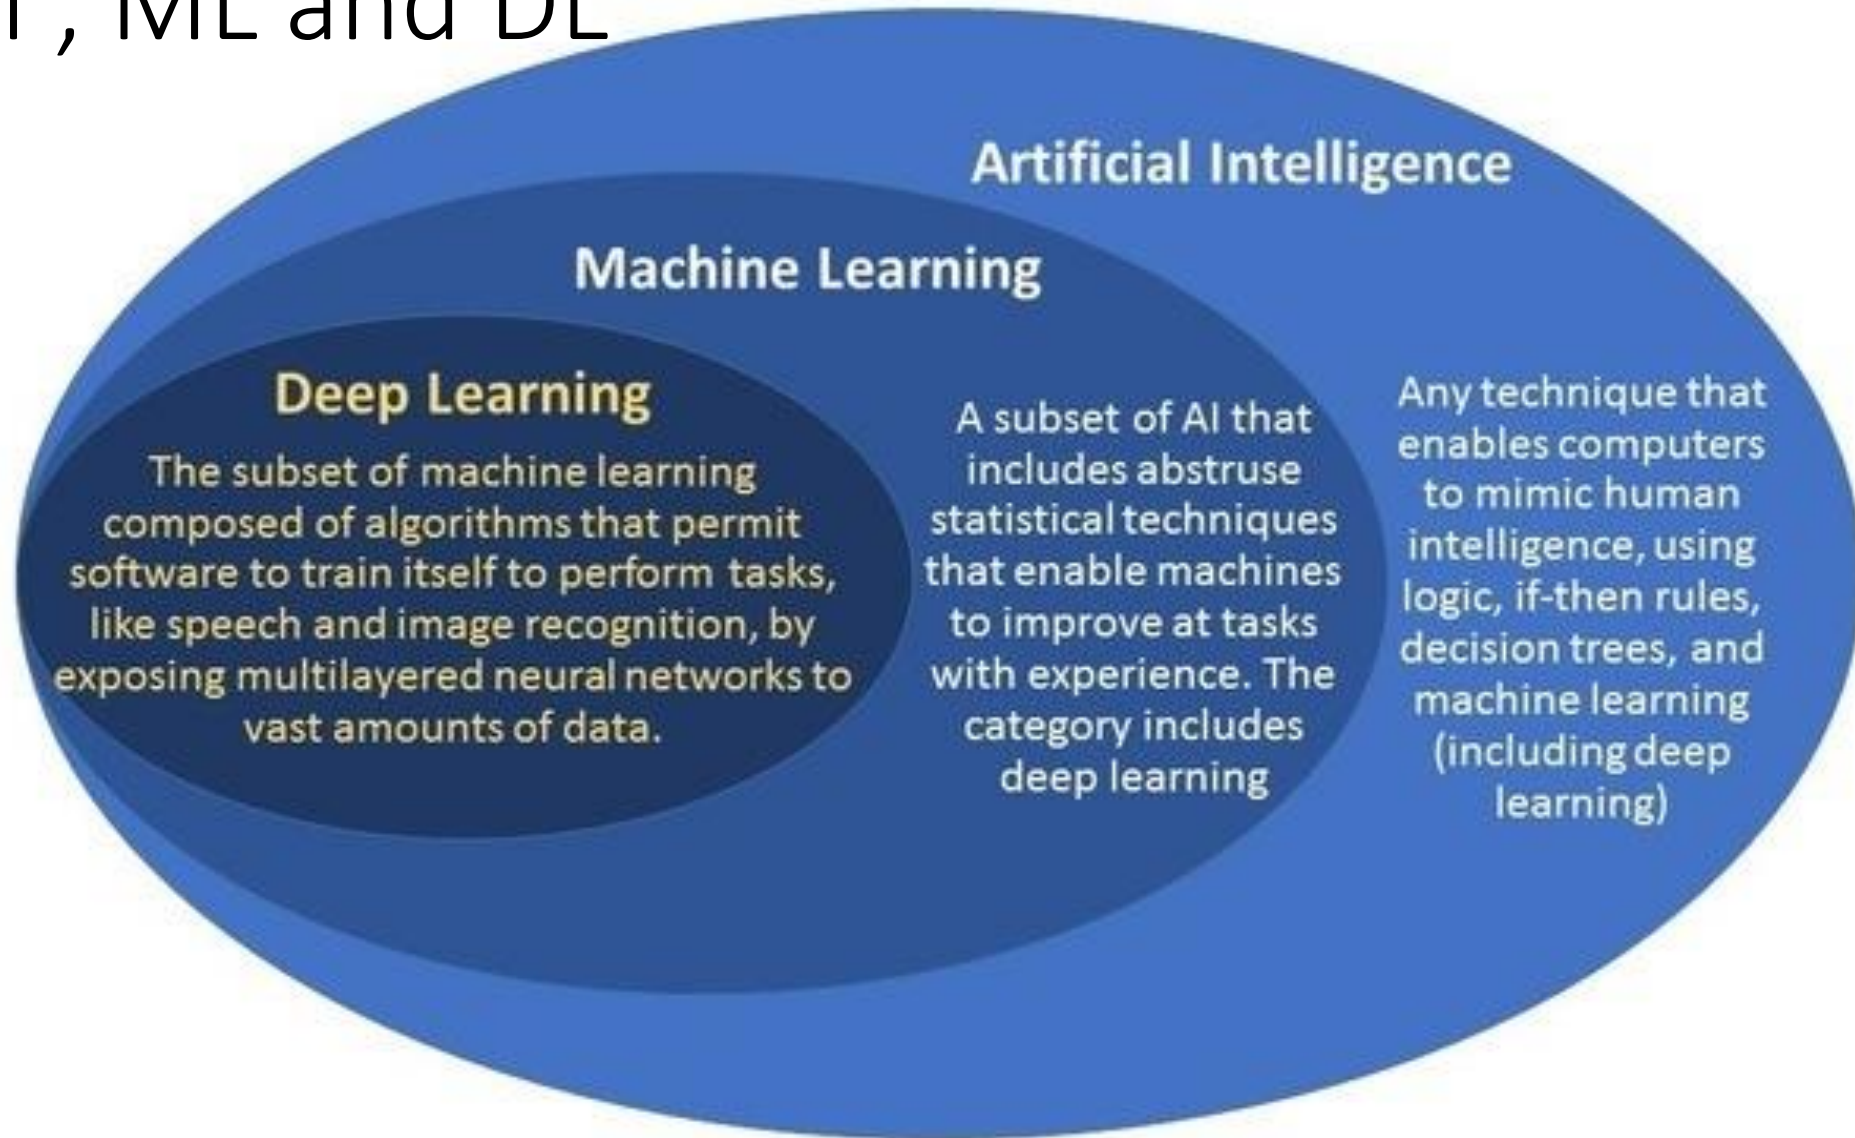 , ML and DL
Artificial Intelligence
Machine Learning
Deep Learning
The subset of machine learning
composed of algorithms that permit
software to train itself to perform tasks,
like speech and image recognition, by
exposing multilayered neural networks to
vast amounts of data.
A subset of AI that
includes abstruse
statistical techniques
that enable machines
to improve at tasks
with experience. The
category includes
deep learning
Any technique that
enables computers
to mimic human
intelligence, using
logic, if-then rules,
decision trees, and
machine learning
(including deep
learning)